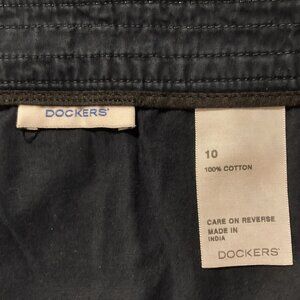 DOCKERS®
10
100% COTTON
CARE ON REVERSE
MADE IN
INDIA
DOCKERS®